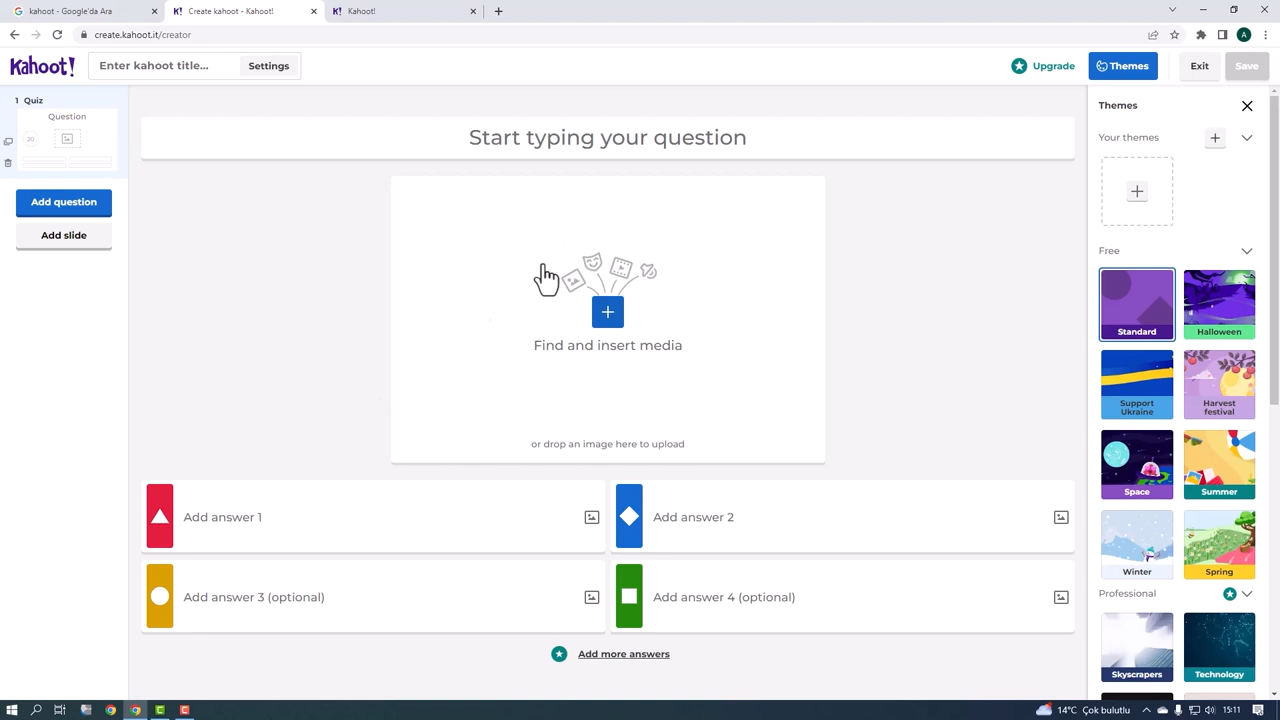 kahoot - Google'da Ara
Create kahoot - Kahoot!
Kahoot!
create.kahoot.it/creator
A
Kahoot!
Enter kahoot title...
Settings
Upgrade
Themes
Exit
Save
1 Quiz
Question
20
Add question
Add slide
Start typing your question
Find and insert media
or drop an image here to upload
Add answer 1
Add answer 2
Add answer 3 (optional)
Add answer 4 (optional)
Add more answers
Themes
Your themes
Free
Standard
Halloween
Support
Ukraine
Harvest
festival
Space
Summer
Winter
Spring
Professional
Skyscrapers
Technology
14°C Çok bulutlu
15:11